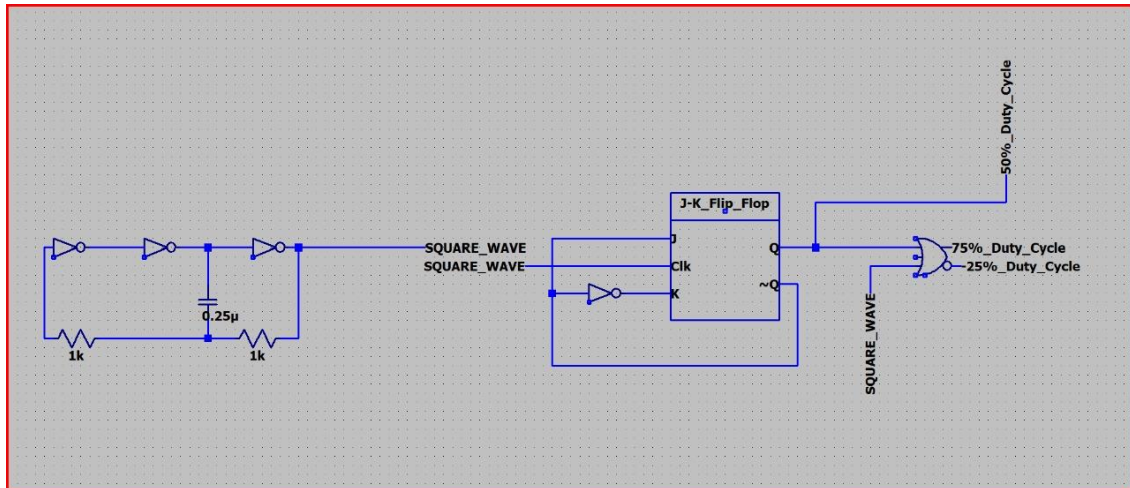 50%_Duty_Cycle
J-K_Flip_Flop
J
Q
Clk
K
~Q
SQUARE_WAVE
SQUARE_WAVE
75%_Duty_Cycle
-25%_Duty_Cycle
SQUARE_WAVE
0.25µ
1k
1k